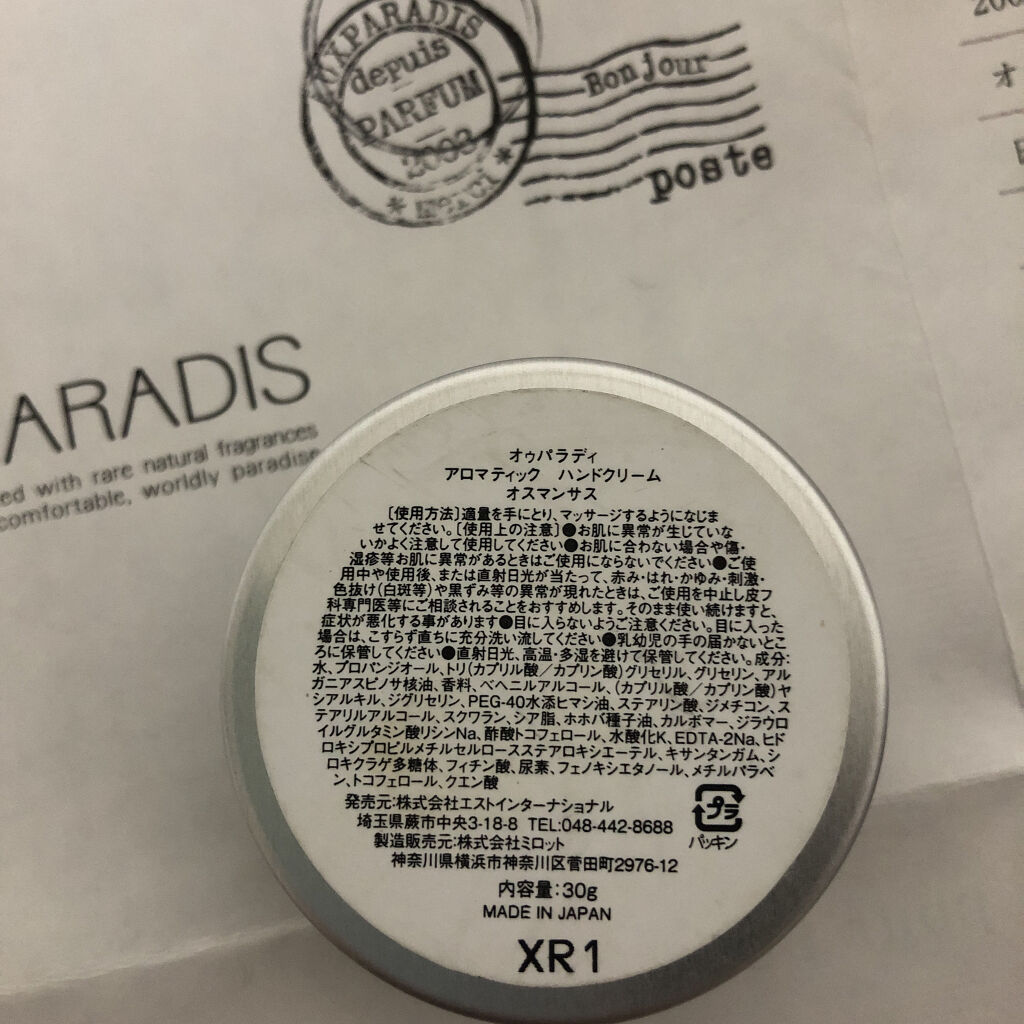 AUXPARADIS
depuis
PARFUM
2003
Bonjour
poste
200
オ
ARADIS
ed with rare natural fragrances
comfortable, worldly paradise
オゥパラディ
アロマティック ハンドクリーム
オスマンサス
〔使用方法〕適量を手にとり、マッサージするようになじま
せてください。〔使用上の注意〕●お肌に異常が生じていな
いかよく注意して使用してください●お肌に合わない場合や傷・
湿疹等お肌に異常があるときはご使用にならないでください●ご使
用中や使用後、または直射日光が当たって、赤み・はれ・かゆみ・刺激・
色抜け(白斑等)や黒ずみ等の異常が現れたときは、ご使用を中止し皮フ
科専門医等にご相談されることをおすすめします。そのまま使い続けますと、
症状が悪化する事があります●目に入らないようご注意ください。目に入った
場合は、こすらず直ちに充分洗い流してください●乳幼児の手の届かないとこ
ろに保管してください●直射日光、高温・多湿を避けて保管してください。成分:
水、プロパンジオール、トリ(カプリル酸/カプリン酸)グリセリル、グリセリン、アル
ガニアスピノサ核油、香料、ベヘニルアルコール、(カプリル酸/カプリン酸)ヤ
シアルキル、ジグリセリン、PEG-40水添ヒマシ油、ステアリン酸、ジメチコン、ス
テアリルアルコール、スクワラン、シア脂、ホホバ種子油、カルボマー、ジラウロ
イルグルタミン酸リシンNa、酢酸トコフェロール、水酸化K、EDTA-2Na、ヒド
ロキシプロピルメチルセルロースステアロキシエーテル、キサンタンガム、シ
ロキクラゲ多糖体、フィチン酸、尿素、フェノキシエタノール、メチルパラベ
ン、トコフェロール、クエン酸
発売元:株式会社エストインターナショナル
埼玉県蕨市中央3-18-8 TEL:048-442-8688
製造販売元:株式会社ミロット
神奈川県横浜市神奈川区菅田町2976-12
プラ
パッキン
内容量:30g
MADE IN JAPAN
XR1